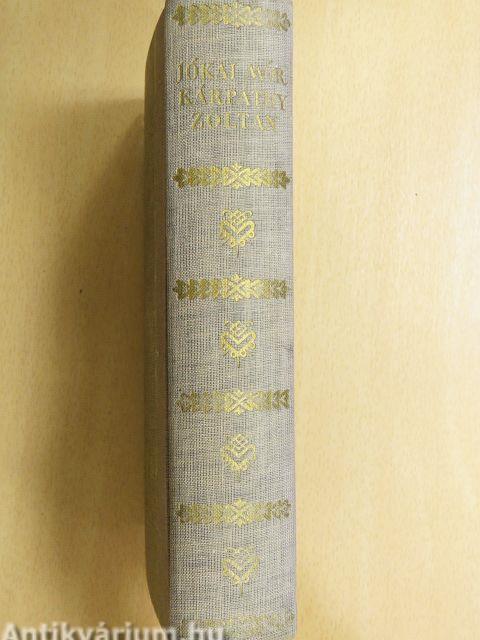 JÓKAI MÓR
KÁRPÁTHY
ZOLTÁN
Antikvárium.hu